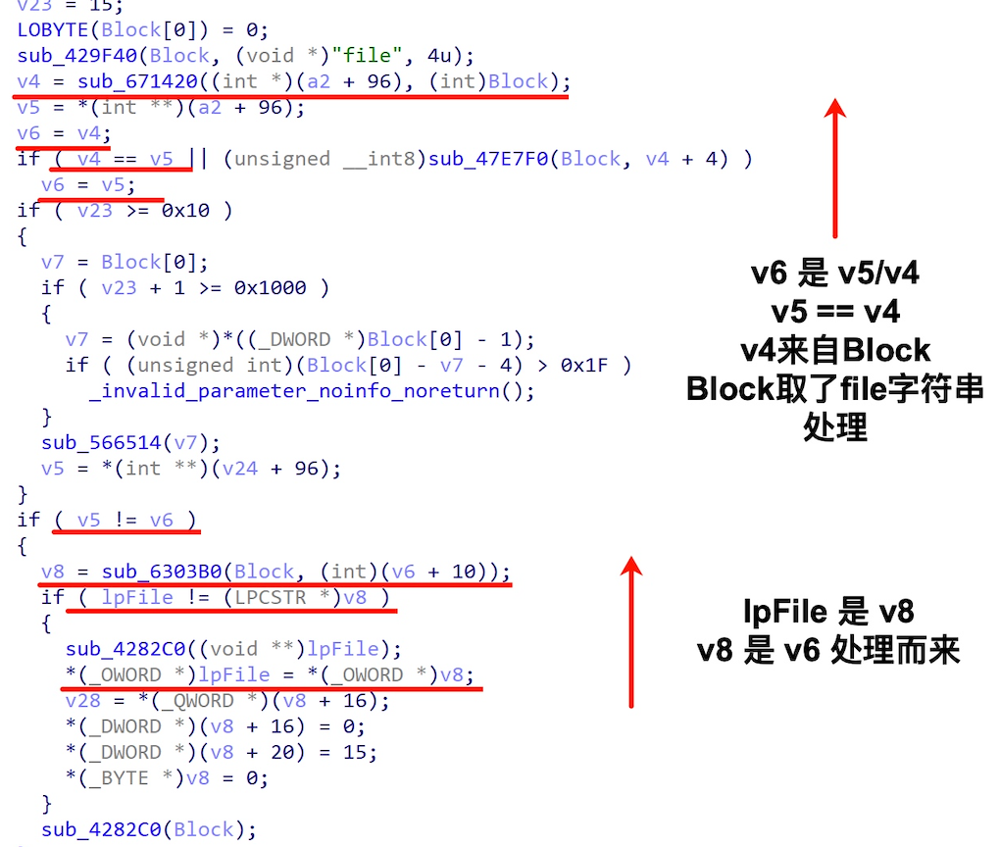 v23 = 15;
LOBYTE(Block[0]) = 0;
sub_429F40(Block, (void *)"file", 4u);
v4 = sub_671420((int *)(a2 + 96), (int)Block);
v5 = *(int **)(a2 + 96);
v6 = v4;
if ( v4 == v5 || (unsigned __int8)sub_47E7F0(Block, v4 + 4) )
v6 = v5;
if ( v23 >= 0x10 )
{
v7 = Block[0];
if ( v23 + 1 >= 0x1000 )
{
v7 = (void *)*((_DWORD *)Block[0] - 1);
if ( (unsigned int)(Block[0] - v7 - 4) > 0x1F )
_invalid_parameter_noinfo_noreturn();
}
sub_566514(v7);
v5 = *(int **)(v24 + 96);
}
if ( v5 != v6 )
{
v8 = sub_6303B0(Block, (int)(v6 + 10));
if ( lpFile != (LPCSTR *)v8 )
{
sub_4282C0((void **)lpFile);
*(_OWORD *)lpFile = *(_OWORD *)v8;
v28 = *(_QWORD *)(v8 + 16);
*(_DWORD *)(v8 + 16) = 0;
*(_DWORD *)(v8 + 20) = 15;
*(_BYTE *)v8 = 0;
}
sub_4282C0(Block);
v6 是 v5/v4
v5 == v4
v4来自Block
Block取了file字符串
处理
lpFile 是 v8
v8 是 v6 处理而来